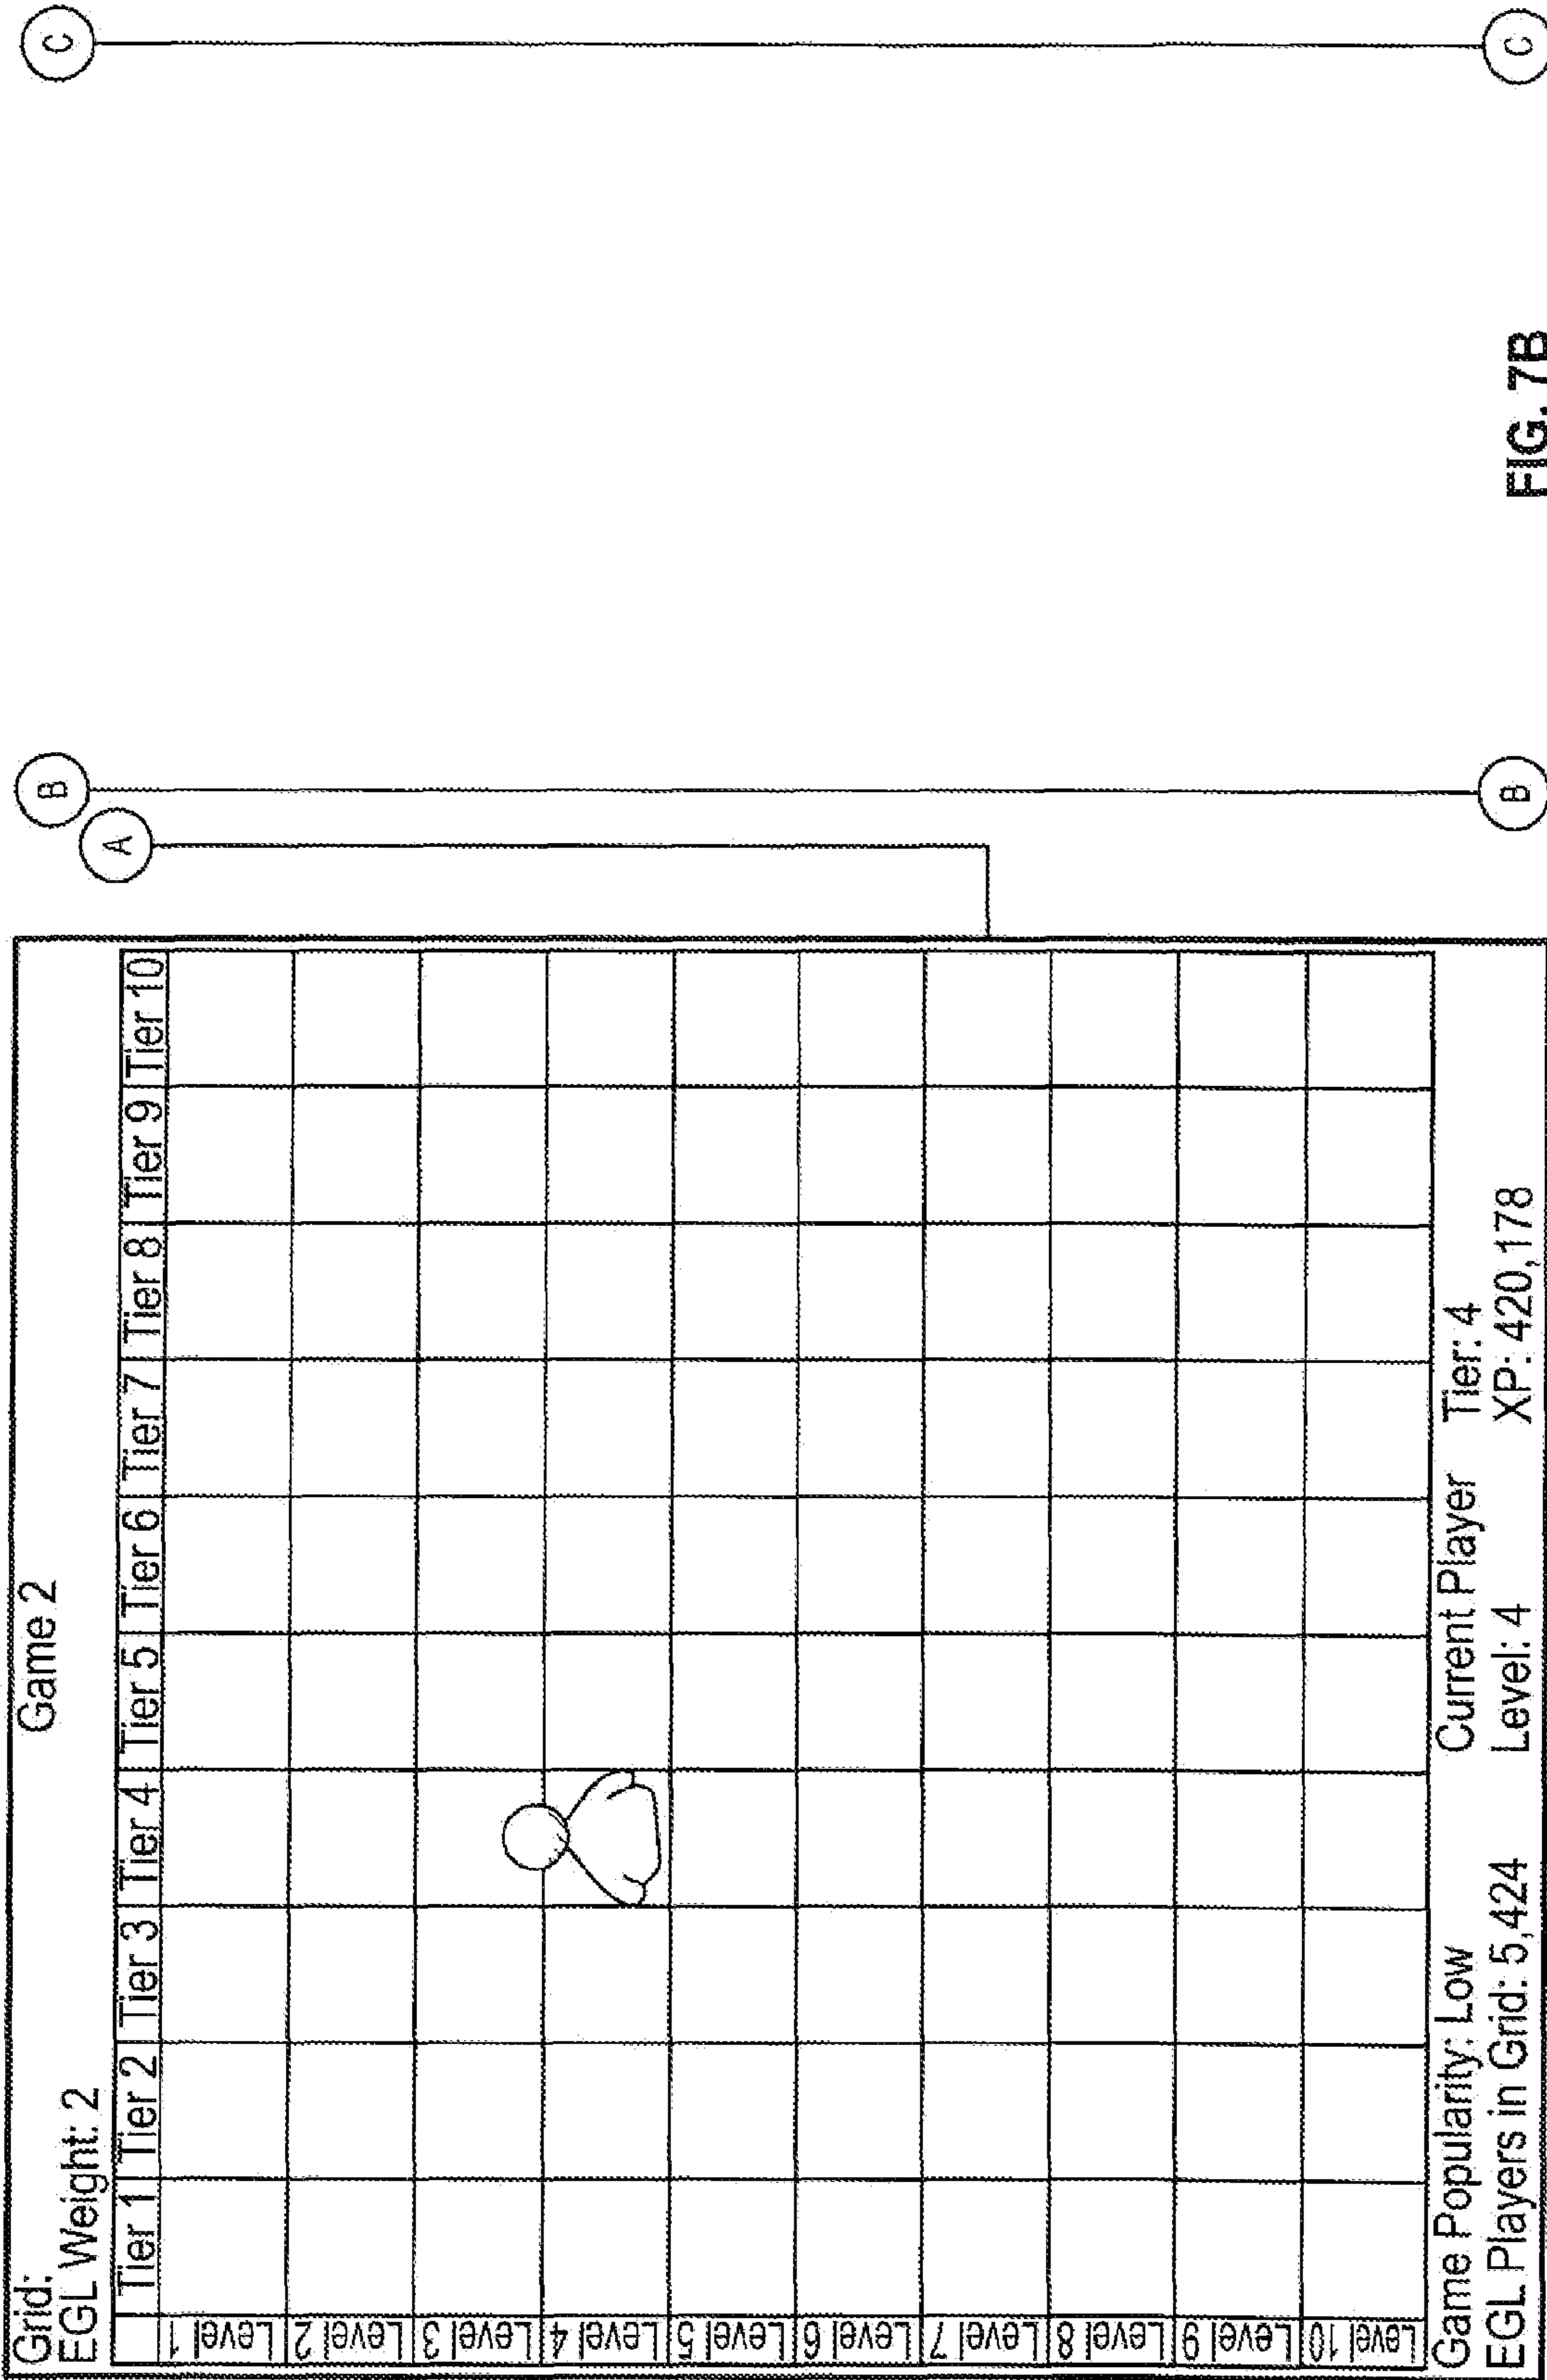 Grid:
Game 2
EGL Weight: 2
Tier 1 Tier 2 Tier 3 Tier 4 Tier 5 Tier 6 Tier 7 Tier 8 Tier 9 Tier 10
Level 1
Level 2
Level 3
Level 4
Level 5
Level 6
Level 7
Level 8
Level 9
Level 10
Game Popularity: Low
Current Player
Tier: 4
EGL Players in Grid: 5,424
Level: 4
XP: 420,178
A
B
C
B
C
FIG. 7B